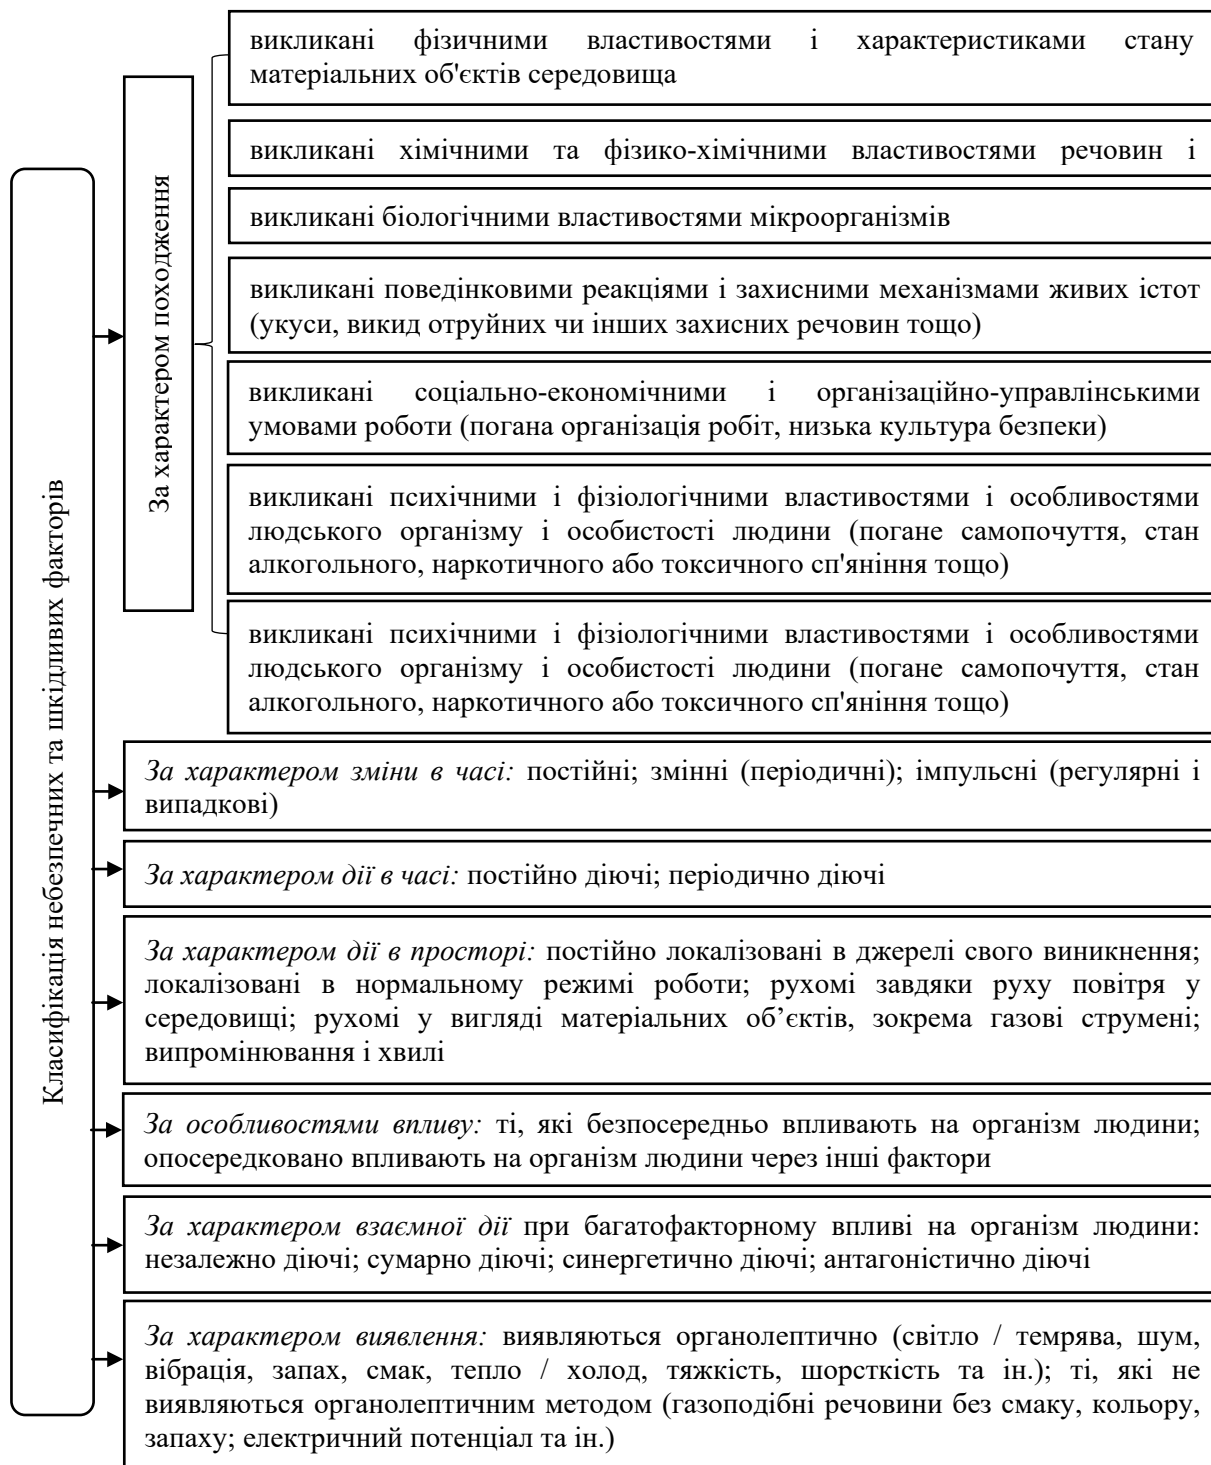 Класифікація небезпечних та шкідливих факторів
За характером походження
викликані фізичними властивостями і характеристиками стану
матеріальних об'єктів середовища
викликані хімічними та фізико-хімічними властивостями речовин і
викликані біологічними властивостями мікроорганізмів
викликані поведінковими реакціями і захисними механізмами живих істот
(укуси, викид отруйних чи інших захисних речовин тощо)
викликані соціально-економічними і організаційно-управлінськими
умовами роботи (погана організація робіт, низька культура безпеки)
викликані психічними і фізіологічними властивостями і особливостями
людського організму і особистості людини (погане самопочуття, стан
алкогольного, наркотичного або токсичного сп'яніння тощо)
викликані психічними і фізіологічними властивостями і особливостями
людського організму і особистості людини (погане самопочуття, стан
алкогольного, наркотичного або токсичного сп'яніння тощо)
За характером зміни в часі: постійні; змінні (періодичні); імпульсні (регулярні і
випадкові)
За характером дії в часі: постійно діючі; періодично діючі
За характером дії в просторі: постійно локалізовані в джерелі свого виникнення;
локалізовані в нормальному режимі роботи; рухомі завдяки руху повітря у
середовищі; рухомі у вигляді матеріальних об’єктів, зокрема газові струмені;
випромінювання і хвилі
За особливостями впливу: ті, які безпосередньо впливають на організм людини;
опосередковано впливають на організм людини через інші фактори
За характером взаємної дії при багатофакторному впливі на організм людини:
незалежно діючі; сумарно діючі; синергетично діючі; антагоністично діючі
За характером виявлення: виявляються органолептично (світло / темрява, шум,
вібрація, запах, смак, тепло / холод, тяжкість, шорсткість та ін.); ті, які не
виявляються органолептичним методом (газоподібні речовини без смаку, кольору,
запаху; електричний потенціал та ін.)